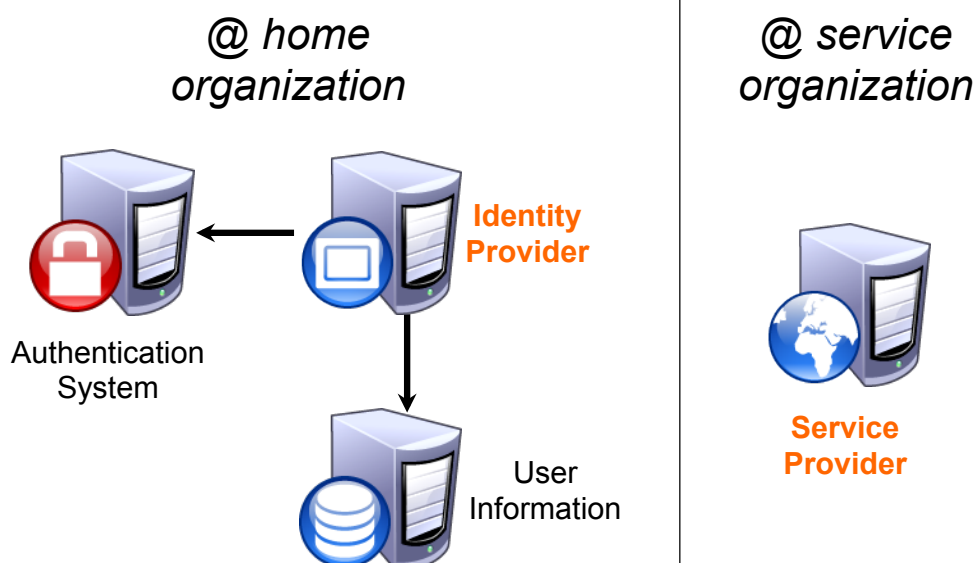 @ home
organization
@ service
organization
Identity
Provider
Authentication
System
Service
Provider
User
Information